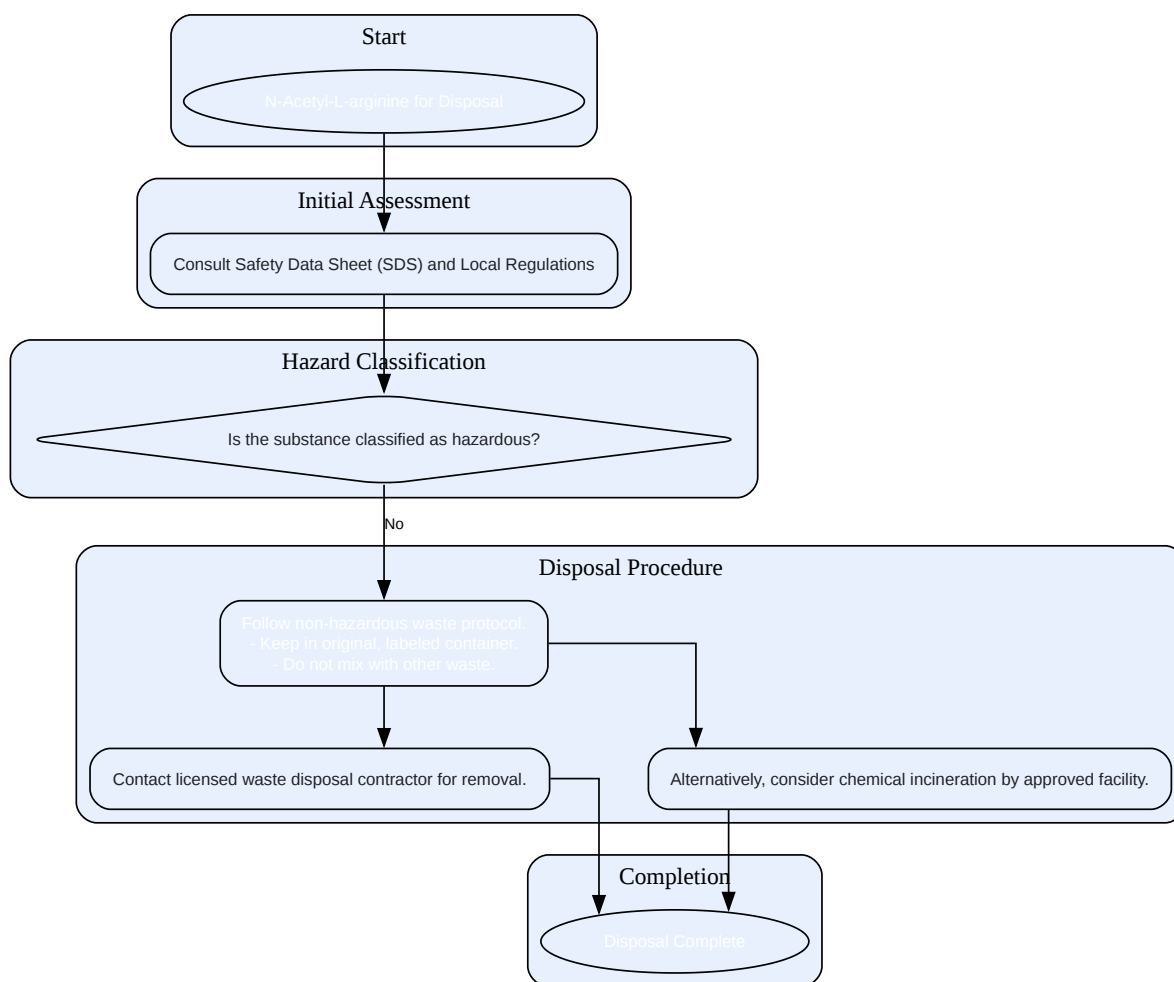 Start
N-Acetyl-L-arginine for Disposal
Initial Assessment
Consult Safety Data Sheet (SDS) and Local Regulations
Hazard Classification
Is the substance classified as hazardous?
No
Disposal Procedure
Follow non-hazardous waste protocol.
- Keep in original, labeled container.
- Do not mix with other waste.
Contact licensed waste disposal contractor for removal.
Alternatively, consider chemical incineration by approved facility.
Completion
Disposal Complete